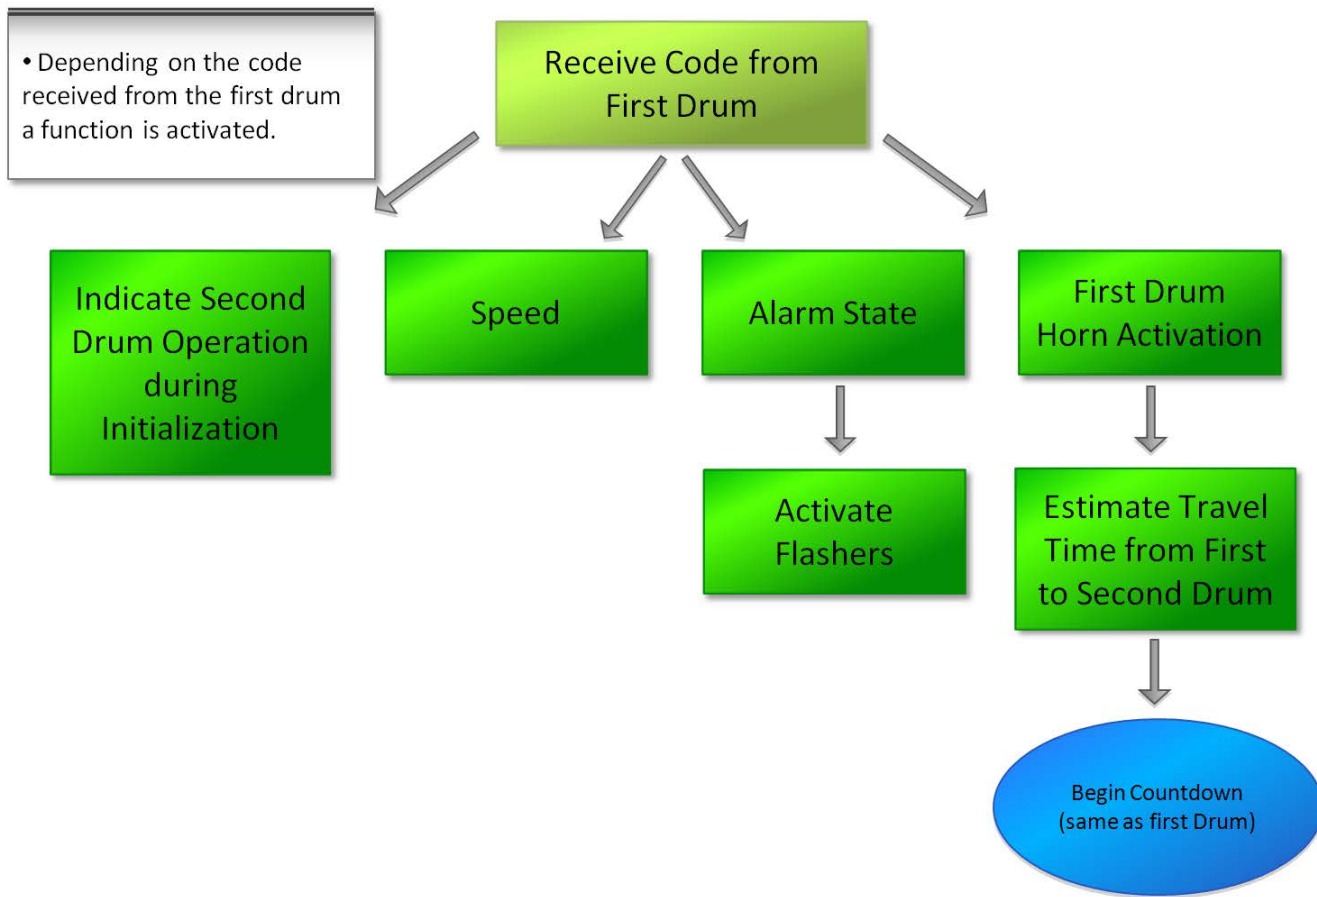 • Depending on the code
received from the first drum
a function is activated.
Receive Code from
First Drum
Indicate Second
Drum Operation
during
Initialization
Speed
Alarm State
First Drum
Horn Activation
Activate
Flashers
Estimate Travel
Time from First
to Second Drum
Begin Countdown
(same as first Drum)